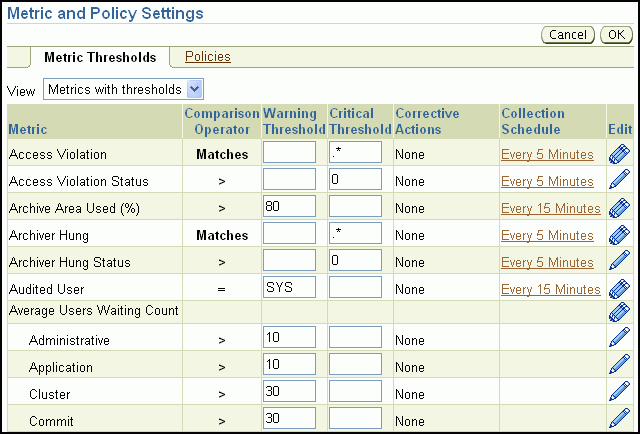 Metric and Policy Settings
Cancel OK
Metric Thresholds Policies
View Metrics with thresholds
Metric Comparison Operator Warning Threshold Critical Threshold Corrective Actions Collection Schedule Edit
Access Violation Matches .* None Every 5 Minutes
Access Violation Status > 0 None Every 5 Minutes
Archive Area Used (%) > 80 None Every 15 Minutes
Archiver Hung Matches .* None Every 5 Minutes
Archiver Hung Status > 0 None Every 5 Minutes
Audited User = SYS None Every 15 Minutes
Average Users Waiting Count
Administrative > 10 None
Application > 10 None
Cluster > 30 None
Commit > 30 None